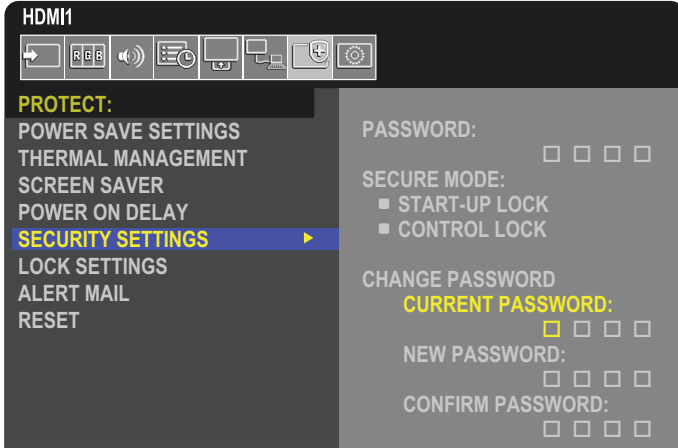 HDMI1
RGB
PROTECT:
POWER SAVE SETTINGS
THERMAL MANAGEMENT
SCREEN SAVER
POWER ON DELAY
SECURITY SETTINGS
LOCK SETTINGS
ALERT MAIL
RESET
PASSWORD:
SECURE MODE:
START-UP LOCK
CONTROL LOCK
CHANGE PASSWORD
CURRENT PASSWORD:
NEW PASSWORD:
CONFIRM PASSWORD: